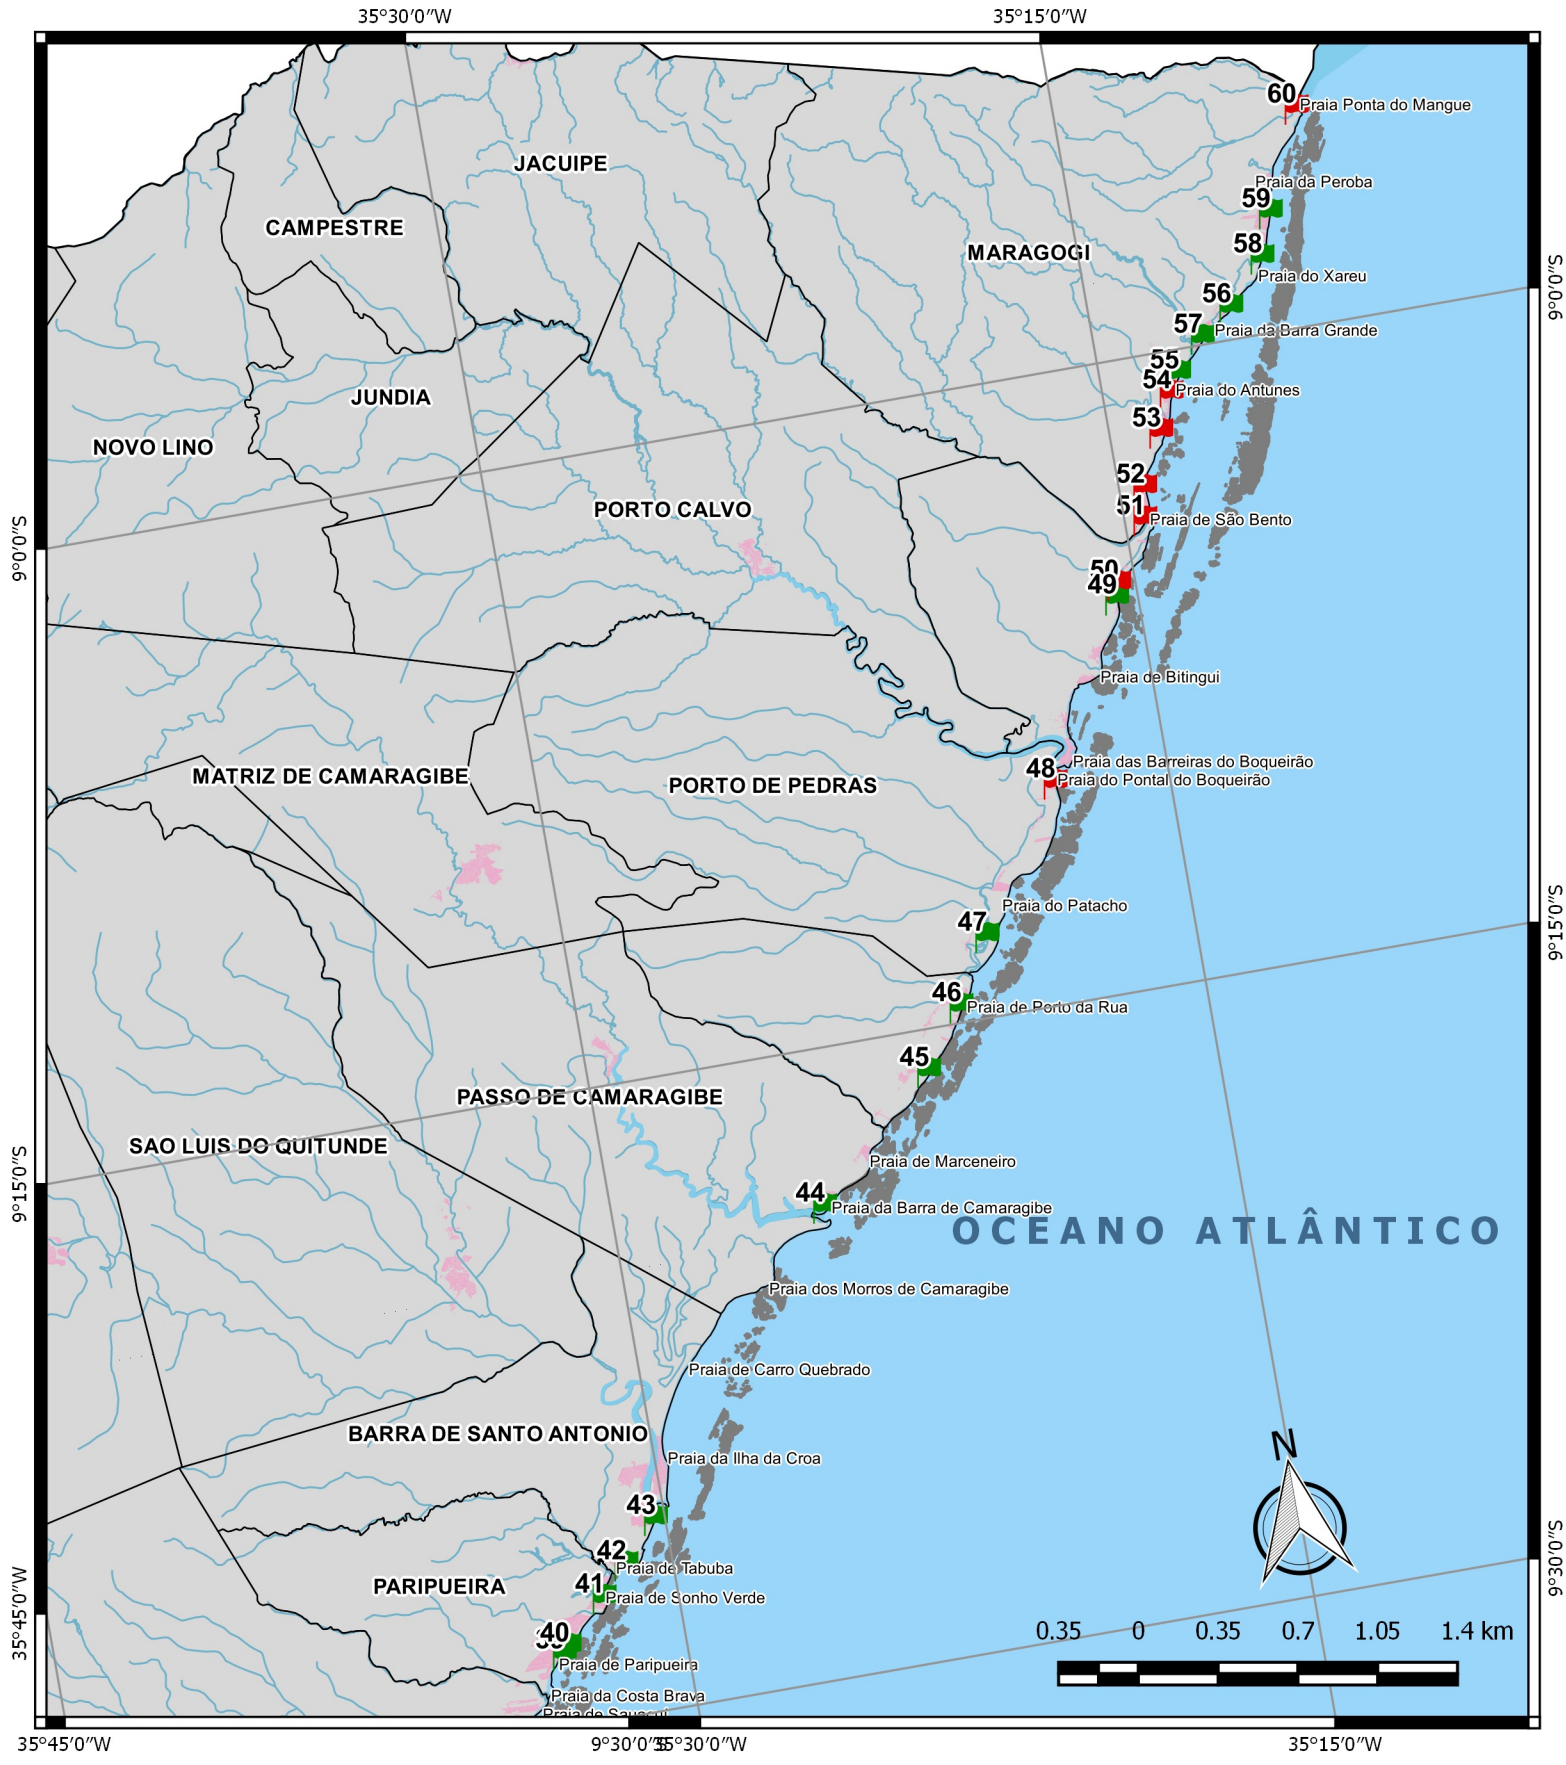 35°30′0″W
35°15′0″W
60
Praia Ponta do Mangue
JACUIPE
Praia da Peroba
59
CAMPESTRE
58
MARAGOGI
Praia do Xareu
9°0′0″S
56
57
Praia da Barra Grande
55
54
Praia do Antunes
JUNDIA
53
NOVO LINO
52
51
PORTO CALVO
Praia de São Bento
9°0′0″S
50
49
Praia de Bitingui
Praia das Barreiras do Boqueirão
48
Praia do Pontal do Boqueirão
MATRIZ DE CAMARAGIBE
PORTO DE PEDRAS
Praia do Patacho
47
9°15′0″S
46
Praia de Porto da Rua
45
PASSO DE CAMARAGIBE
SAO LUIS DO QUITUNDE
Praia de Marceneiro
9°15′0″S
44
Praia da Barra de Camaragibe
OCEANO ATLÂNTICO
Praia dos Morros de Camaragibe
Praia de Carro Quebrado
BARRA DE SANTO ANTONIO
Praia da Ilha da Croa
N
43
42
Praia de Tabuba
9°30′0″S
PARIPUEIRA
41
Praia de Sonho Verde
35°45′0″W
40
0.35 0 0.35 0.7 1.05 1.4 km
Praia de Paripueira
Praia da Costa Brava
35°45′0″W
9°30′0″S
35°30′0″W
35°15′0″W